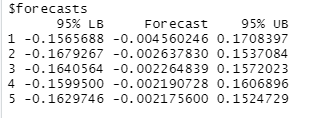 $forecasts
95% LB Forecast 95% UB
1 -0.1565688 -0.004560246 0.1708397
2 -0.1679267 -0.002637830 0.1537084
3 -0.1640564 -0.002264839 0.1572023
4 -0.1599500 -0.002190728 0.1606896
5 -0.1629746 -0.002175600 0.1524729